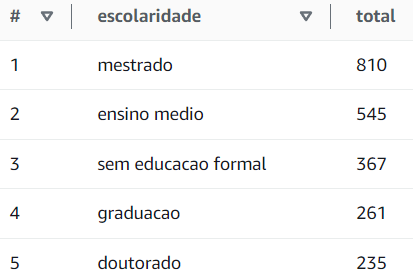 # escolaridade total
1 mestrado 810
2 ensino medio 545
3 sem educacao formal 367
4 graduacao 261
5 doutorado 235